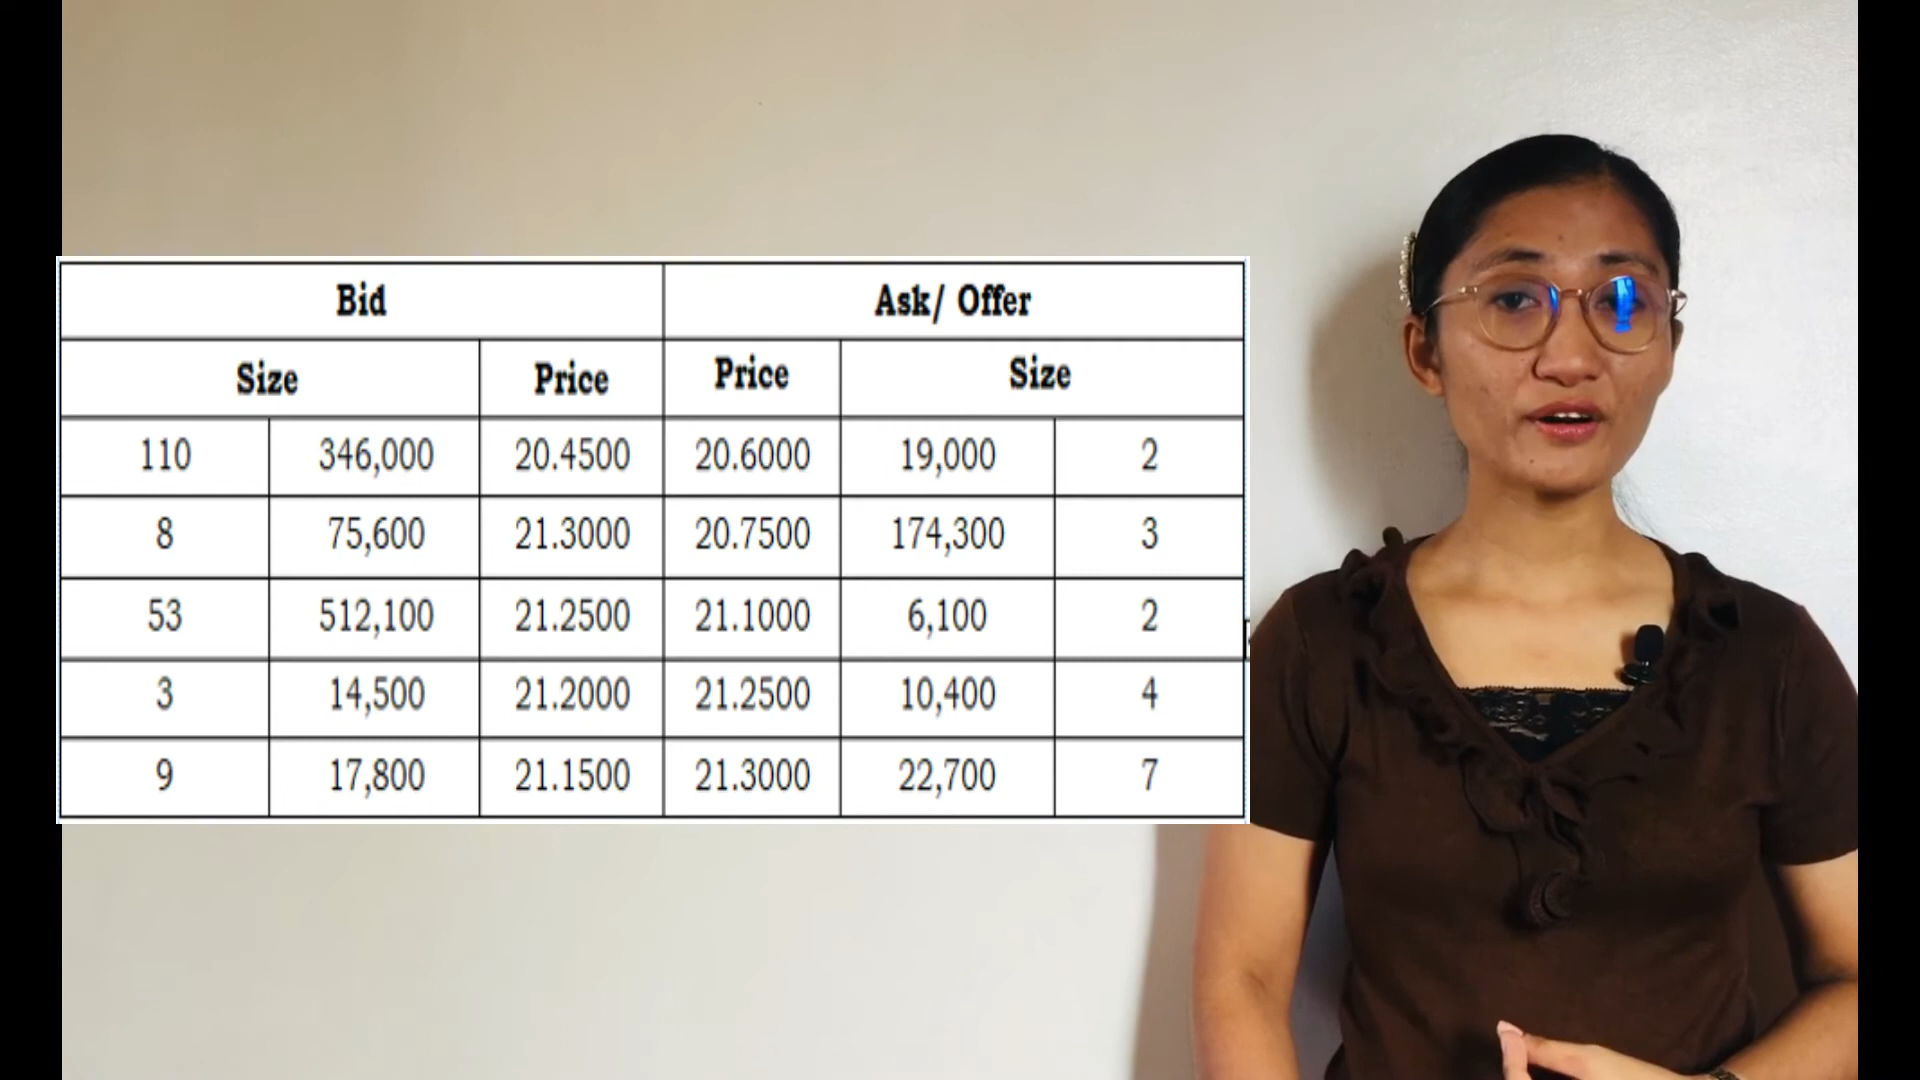 Bid Ask/ Offer
Size Price Price Size
110 346,000 20.4500 20.6000 19,000 2
8 75,600 21.3000 20.7500 174,300 3
53 512,100 21.2500 21.1000 6,100 2
3 14,500 21.2000 21.2500 10,400 4
9 17,800 21.1500 21.3000 22,700 7